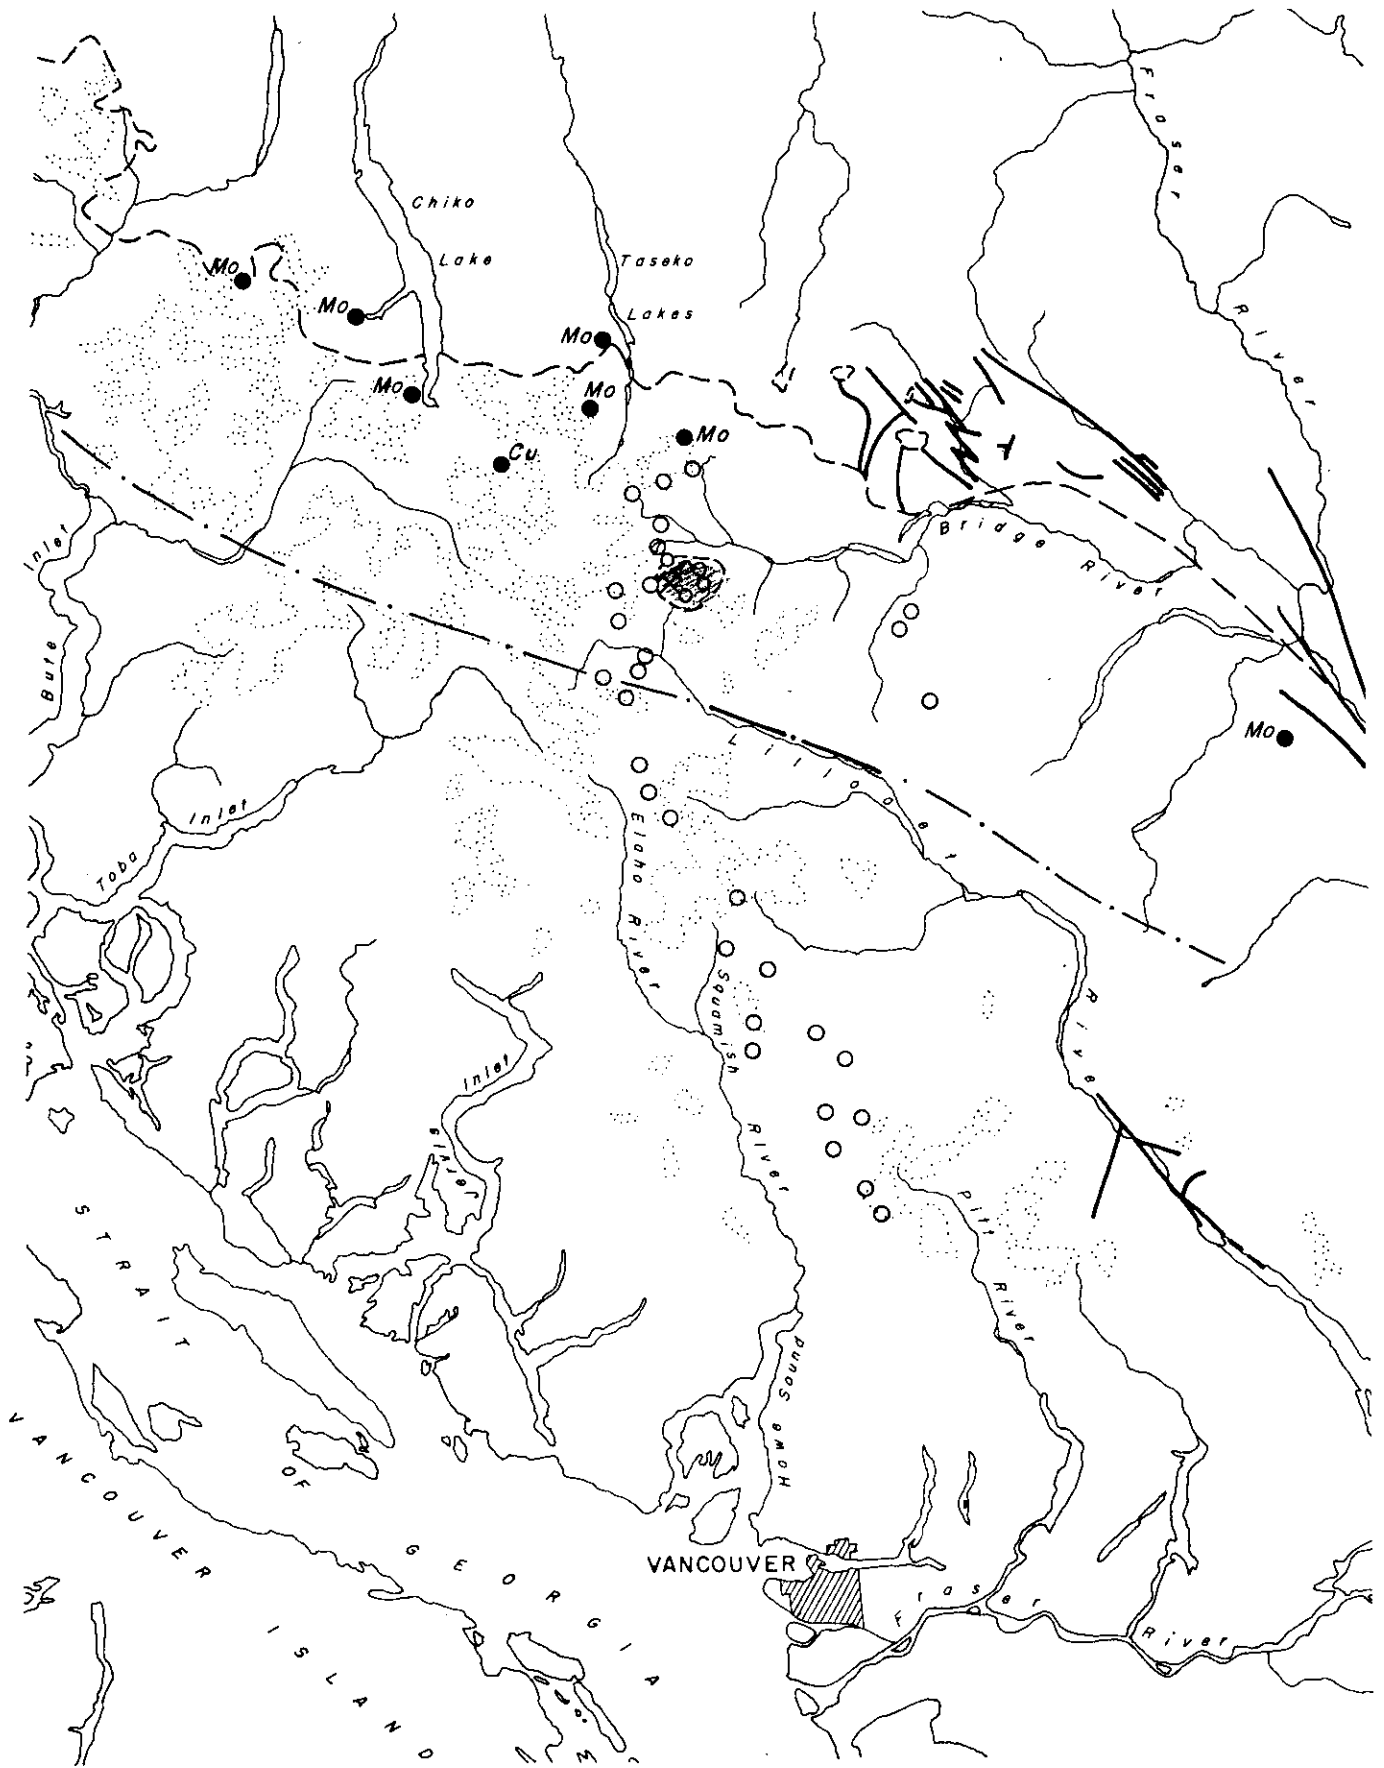 Fraser
River
Chiko
Lake
Taseko
Lakes
Mo
Mo
Mo
Mo
Mo
Mo
Cu
Bridge River
Bute Inlet
Mo
Lillooet
River
Toba Inlet
Elaho River
Squamish
River
Jervis
Inlet
Pitt
River
Howe Sound
STRAIT
OF
GEORGIA
VANCOUVER
ISLAND
VANCOUVER
Fraser
River